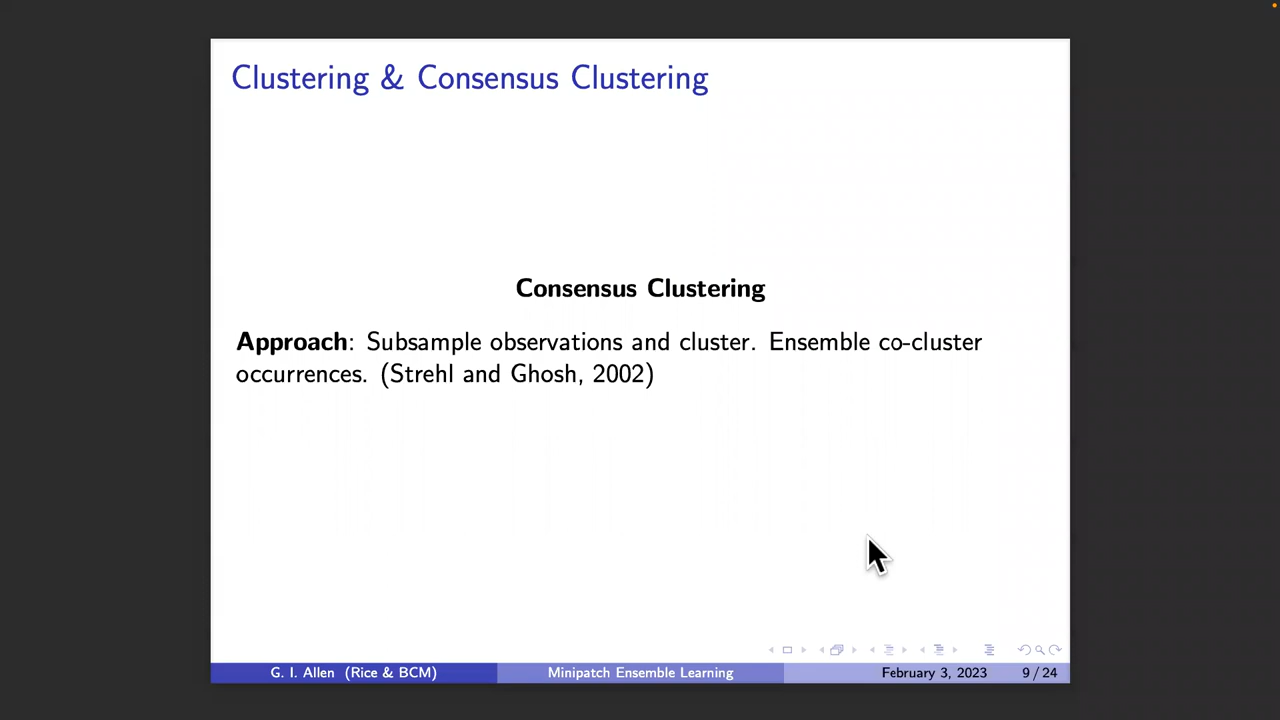 Clustering & Consensus Clustering
Consensus Clustering
Approach: Subsample observations and cluster. Ensemble co-cluster
occurrences. (Strehl and Ghosh, 2002)
G. I. Allen (Rice & BCM)
Minipatch Ensemble Learning
February 3, 2023
9 / 24